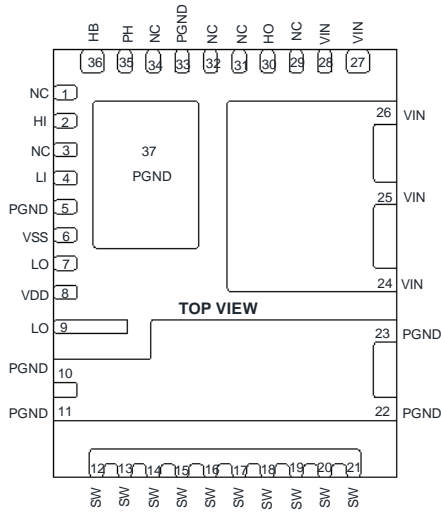 HB PH NC PGND NC NC HO NC VIN VIN
36 35 34 33 32 31 30 29 28 27
NC 1
HI 2
NC 3
LI 4
PGND 5
VSS 6
LO 7
VDD 8
LO 9
PGND 10
PGND 11
37
PGND
26 VIN
25 VIN
24 VIN
TOP VIEW
23 PGND
22 PGND
12 13 14 15 16 17 18 19 20 21
SW SW SW SW SW SW SW SW SW SW